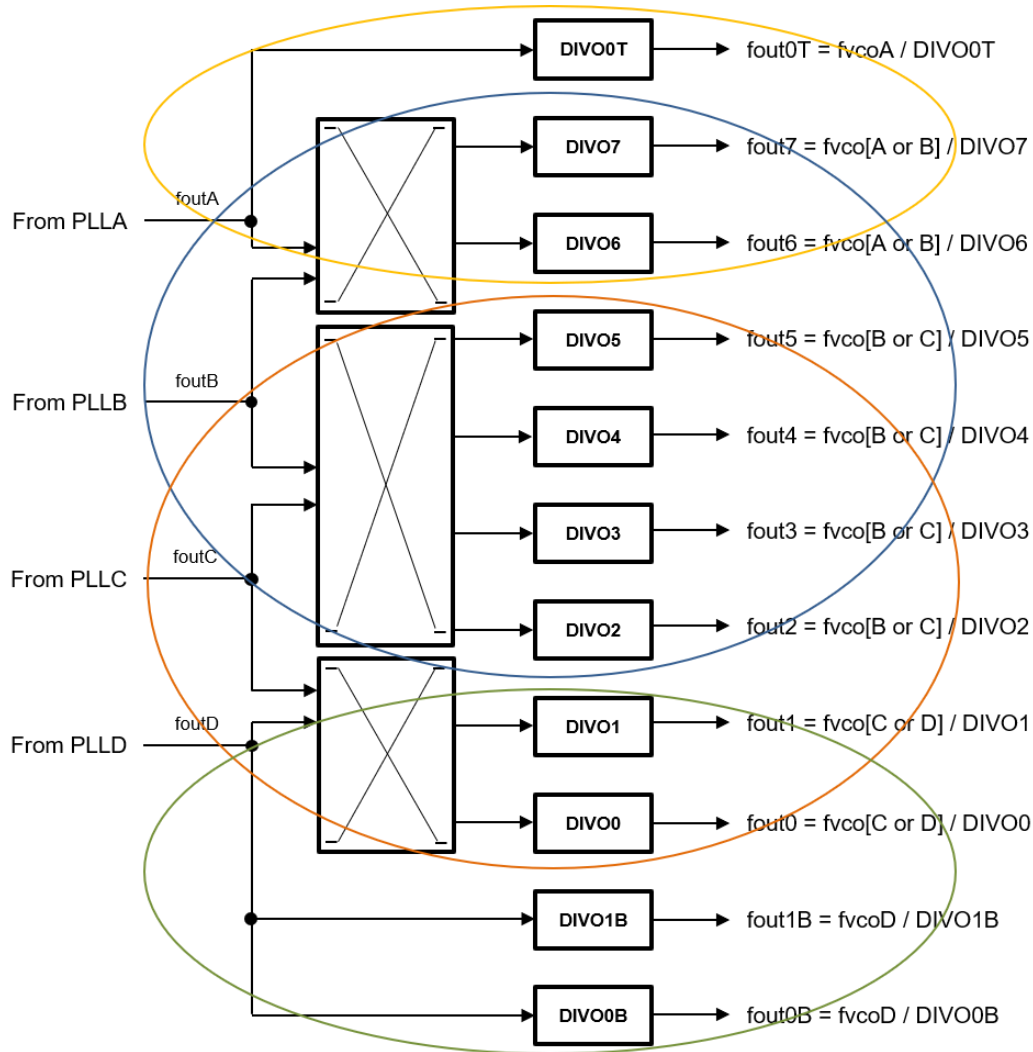 DIVO0T
fout0T = fvcoA / DIVO0T
DIVO7
fout7 = fvco[A or B] / DIVO7
foutA
From PLLA
DIVO6
fout6 = fvco[A or B] / DIVO6
DIVO5
fout5 = fvco[B or C] / DIVO5
foutB
From PLLB
DIVO4
fout4 = fvco[B or C] / DIVO4
DIVO3
fout3 = fvco[B or C] / DIVO3
foutC
From PLLC
DIVO2
fout2 = fvco[B or C] / DIVO2
foutD
From PLLD
DIVO1
fout1 = fvco[C or D] / DIVO1
DIVO0
fout0 = fvco[C or D] / DIVO0
DIVO1B
fout1B = fvcoD / DIVO1B
DIVO0B
fout0B = fvcoD / DIVO0B